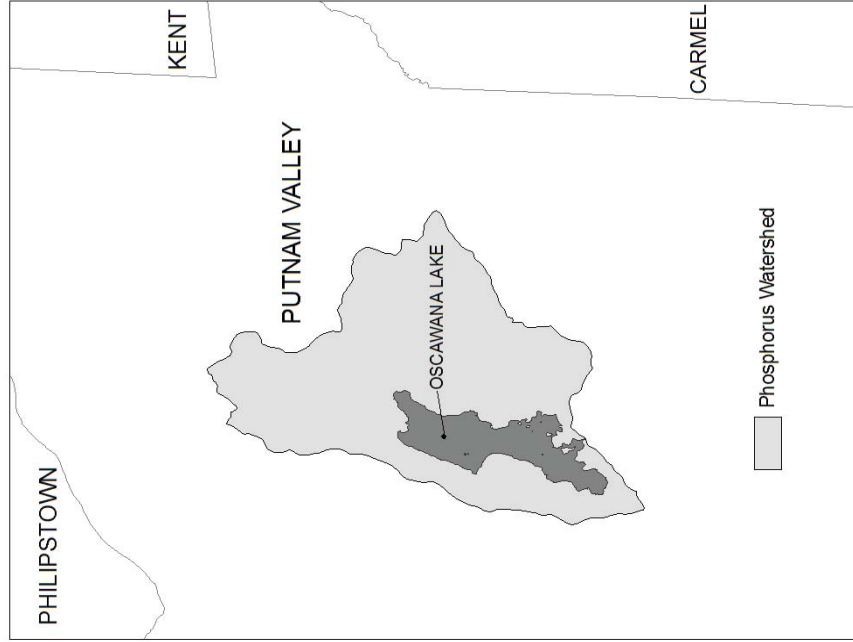 PHILIPSTOWN
KENT
PUTNAM VALLEY
OSCAWANA LAKE
CARMEL
Phosphorus Watershed